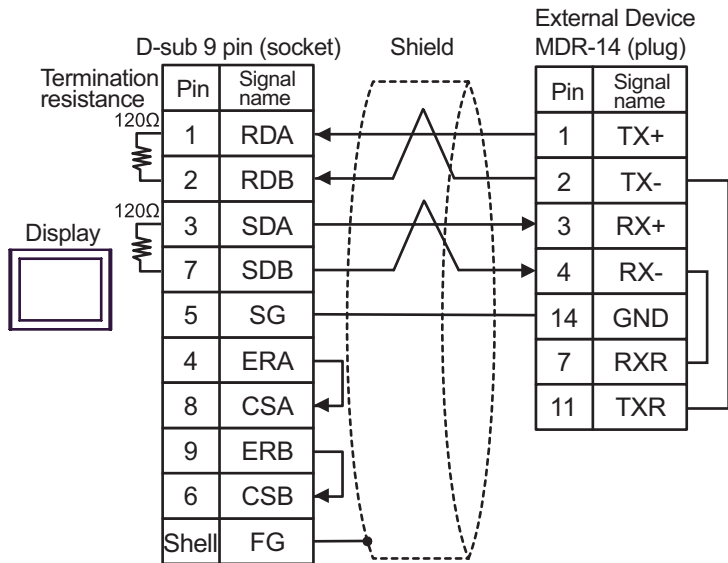 External Device
D-sub 9 pin (socket) Shield MDR-14 (plug)
Termination resistance
Pin Signal name
Pin Signal name
120Ω
1 RDA 1 TX+
2 RDB 2 TX-
120Ω
3 SDA 3 RX+
Display
7 SDB 4 RX-
5 SG 14 GND
4 ERA 7 RXR
8 CSA 11 TXR
9 ERB
6 CSB
Shell FG